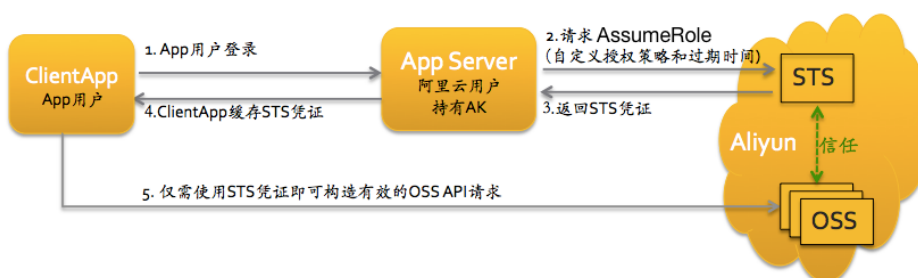 1. App用户登录
2.请求 AssumeRole
(自定义授权策略和过期时间)
ClientApp
App用户
App Server
阿里云用户
持有AK
STS
4.ClientApp缓存STS凭证
3.返回STS凭证
Aliyun
信任
5. 仅需使用STS凭证即可构造有效的OSS API请求
OSS